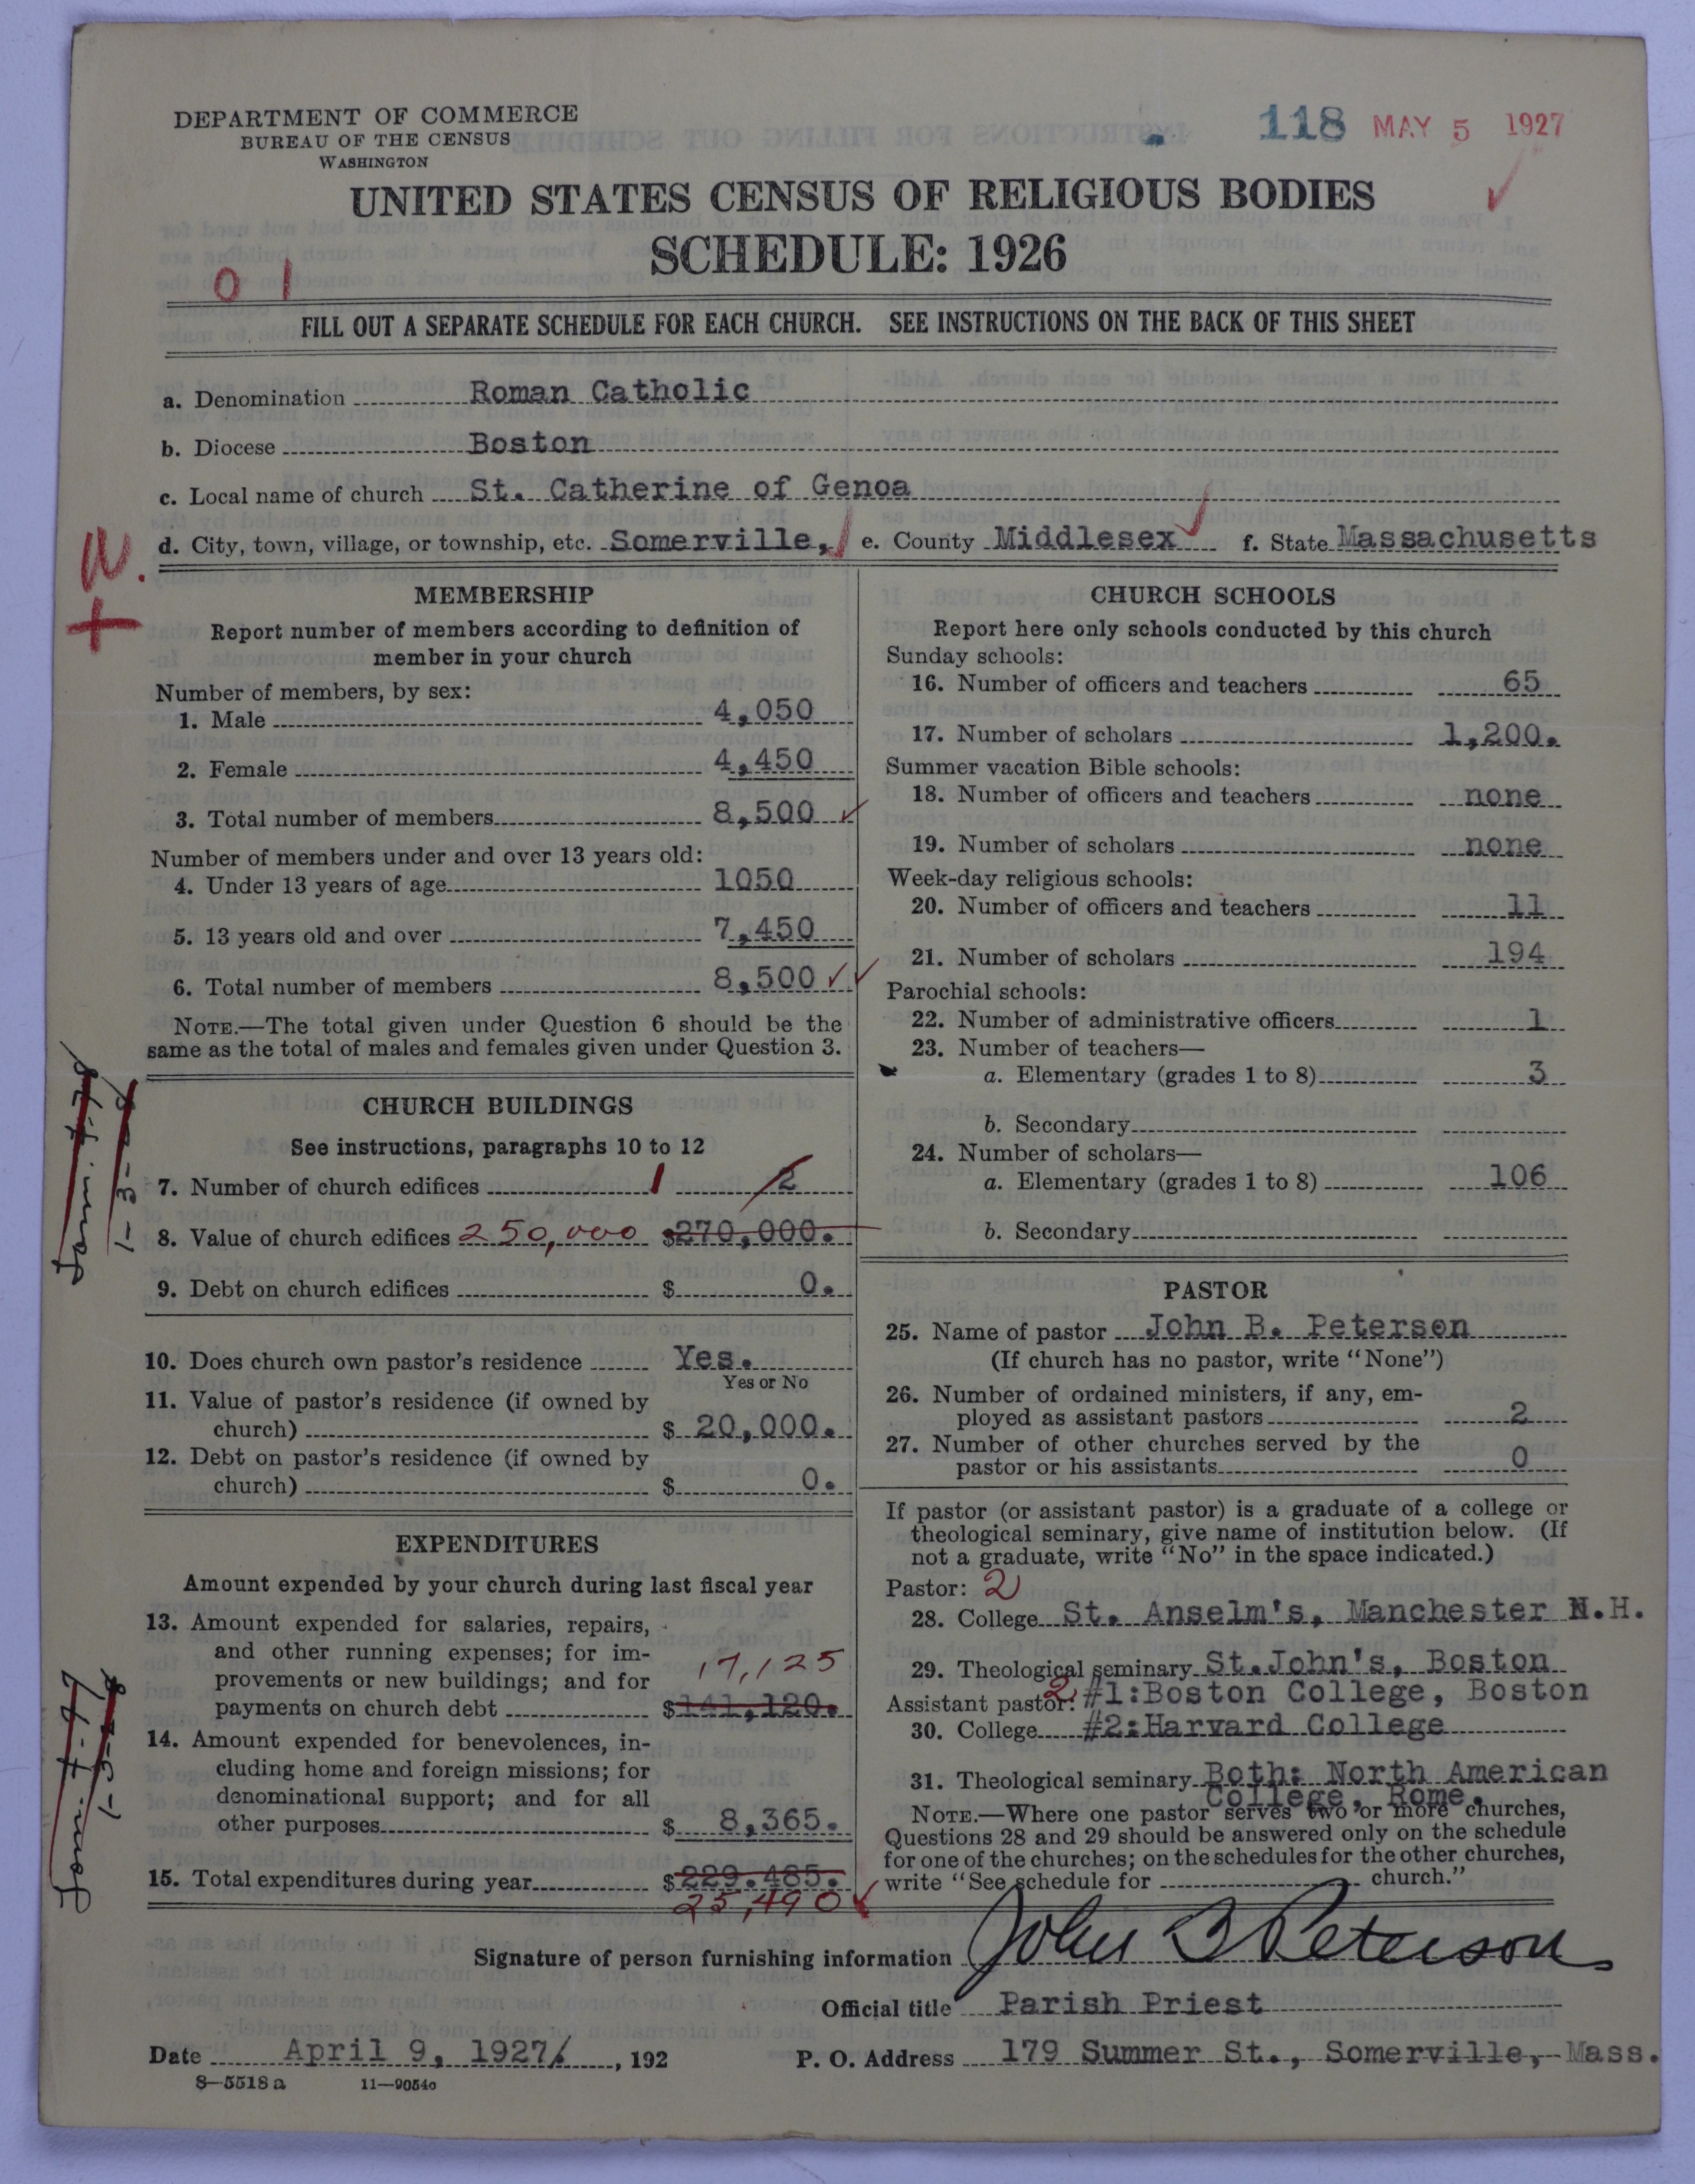 DEPARTMENT OF COMMERCE
BUREAU OF THE CENSUS
WASHINGTON
118 MAY 5 1927
UNITED STATES CENSUS OF RELIGIOUS BODIES
SCHEDULE: 1926
0 1
FILL OUT A SEPARATE SCHEDULE FOR EACH CHURCH. SEE INSTRUCTIONS ON THE BACK OF THIS SHEET
a. Denomination Roman Catholic
b. Diocese Boston
c. Local name of church St. Catherine of Genoa
d. City, town, village, or township, etc. Somerville, e. County Middlesex f. State Massachusetts
MEMBERSHIP
Report number of members according to definition of
member in your church
Number of members, by sex:
1. Male 4,050
2. Female 4,450
3. Total number of members 8,500
Number of members under and over 13 years old:
4. Under 13 years of age 1050
5. 13 years old and over 7,450
6. Total number of members 8,500
NOTE.—The total given under Question 6 should be the
same as the total of males and females given under Question 3.
CHURCH BUILDINGS
See instructions, paragraphs 10 to 12
7. Number of church edifices 1 2
8. Value of church edifices 250,000 $270,000.
9. Debt on church edifices $ 0.
10. Does church own pastor's residence Yes.
Yes or No
11. Value of pastor's residence (if owned by
church) $ 20,000.
12. Debt on pastor's residence (if owned by
church) $ 0.
EXPENDITURES
Amount expended by your church during last fiscal year
13. Amount expended for salaries, repairs,
and other running expenses; for im-
provements or new buildings; and for 17,125
payments on church debt $141,120.
14. Amount expended for benevolences, in-
cluding home and foreign missions; for
denominational support; and for all
other purposes $ 8,365.
15. Total expenditures during year $229.485.
25,490
CHURCH SCHOOLS
Report here only schools conducted by this church
Sunday schools:
16. Number of officers and teachers 65
17. Number of scholars 1,200.
Summer vacation Bible schools:
18. Number of officers and teachers none
19. Number of scholars none
Week-day religious schools:
20. Number of officers and teachers 11
21. Number of scholars 194
Parochial schools:
22. Number of administrative officers 1
23. Number of teachers—
a. Elementary (grades 1 to 8) 3
b. Secondary
24. Number of scholars—
a. Elementary (grades 1 to 8) 106
b. Secondary
PASTOR
25. Name of pastor John B. Peterson
(If church has no pastor, write "None")
26. Number of ordained ministers, if any, em-
ployed as assistant pastors 2
27. Number of other churches served by the
pastor or his assistants 0
If pastor (or assistant pastor) is a graduate of a college or
theological seminary, give name of institution below. (If
not a graduate, write "No" in the space indicated.)
Pastor: 2
28. College St. Anselm's, Manchester N.H.
29. Theological seminary St.John's, Boston
Assistant pastor: 2 #1:Boston College, Boston
30. College #2:Harvard College
31. Theological seminary Both: North American
College, Rome.
NOTE.—Where one pastor serves two or more churches,
Questions 28 and 29 should be answered only on the schedule
for one of the churches; on the schedules for the other churches,
write "See schedule for church."
Signature of person furnishing information John B Peterson
Official title Parish Priest
Date April 9, 1927 , 192 P. O. Address 179 Summer St., Somerville, Mass.
8—5518 a 11—9054c